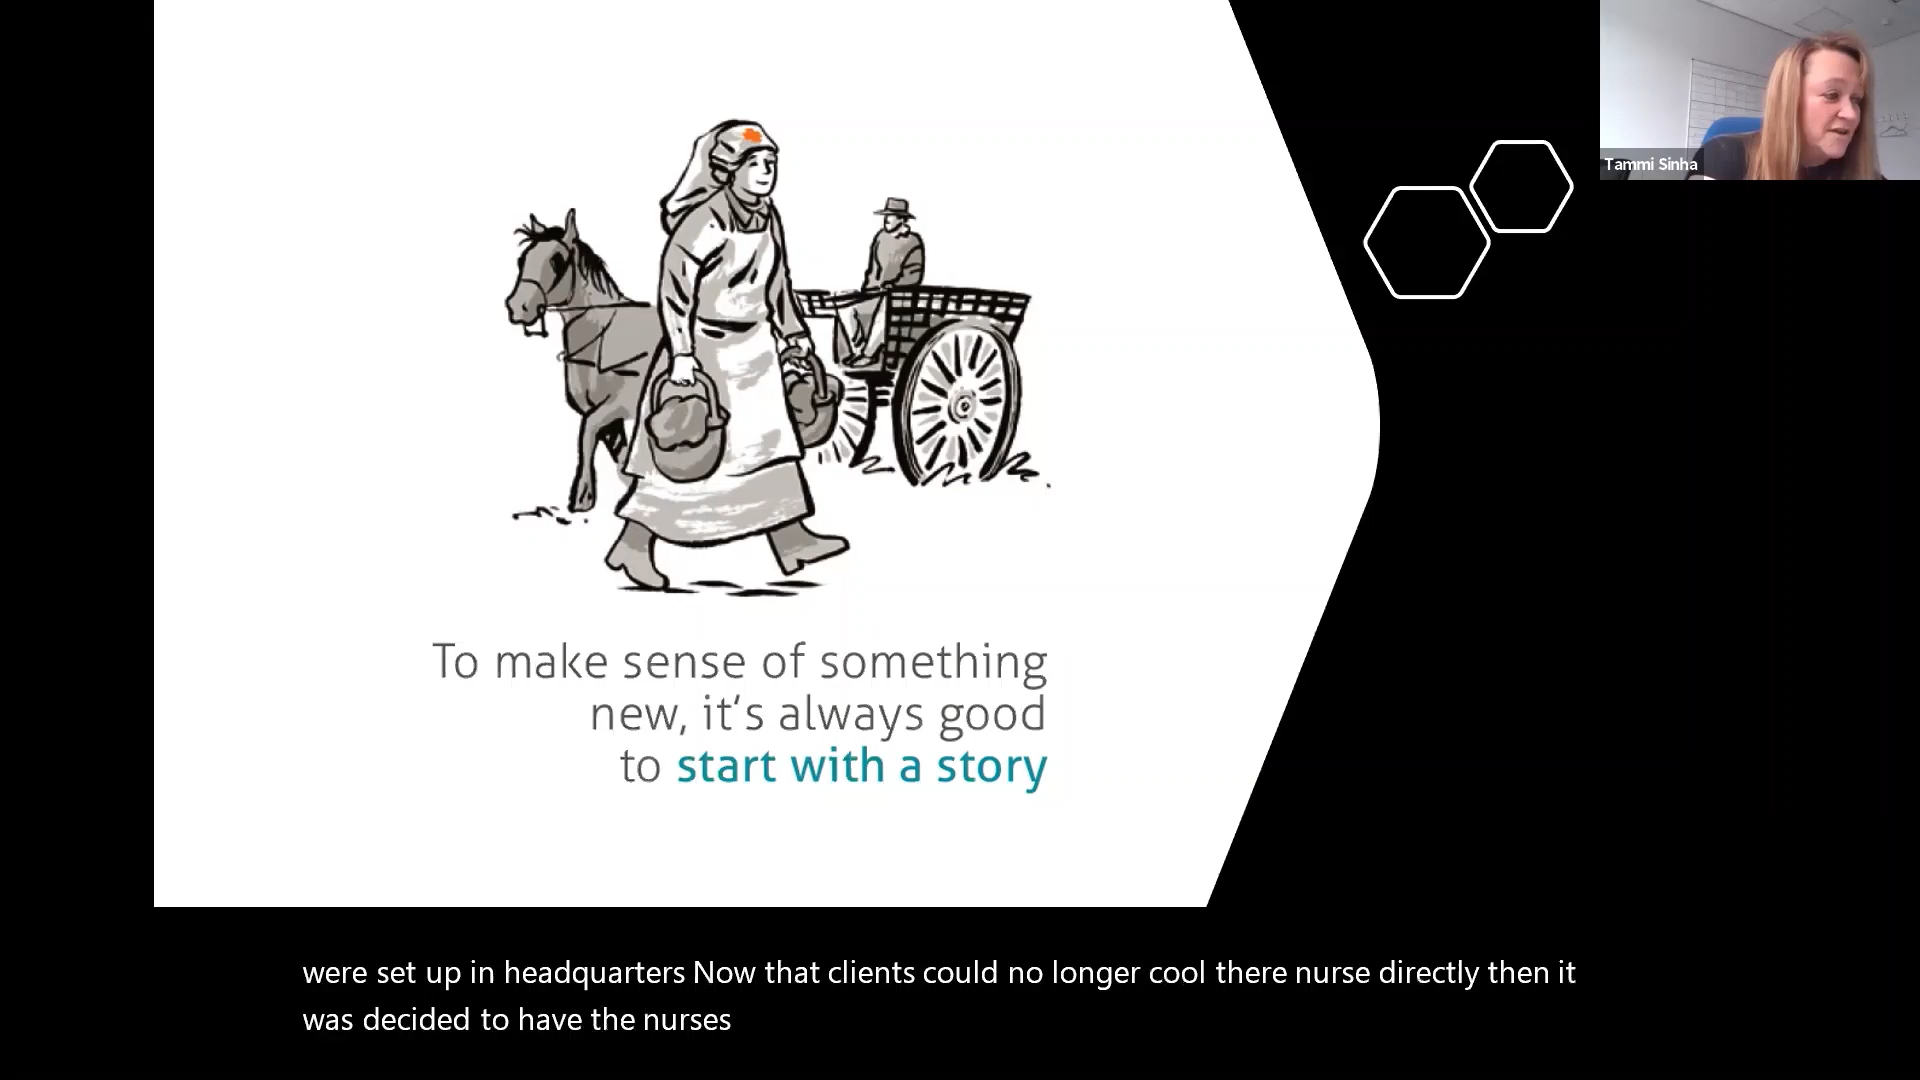 Tammi Sinha
To make sense of something
new, it's always good
to start with a story
were set up in headquarters Now that clients could no longer cool there nurse directly then it
was decided to have the nurses